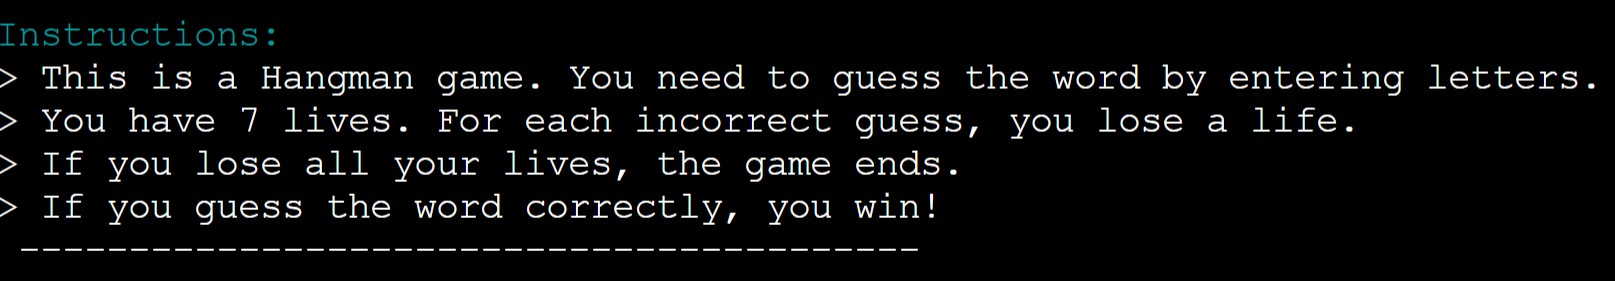 Instructions:
> This is a Hangman game. You need to guess the word by entering letters.
> You have 7 lives. For each incorrect guess, you lose a life.
> If you lose all your lives, the game ends.
> If you guess the word correctly, you win!
-----------------------------------------